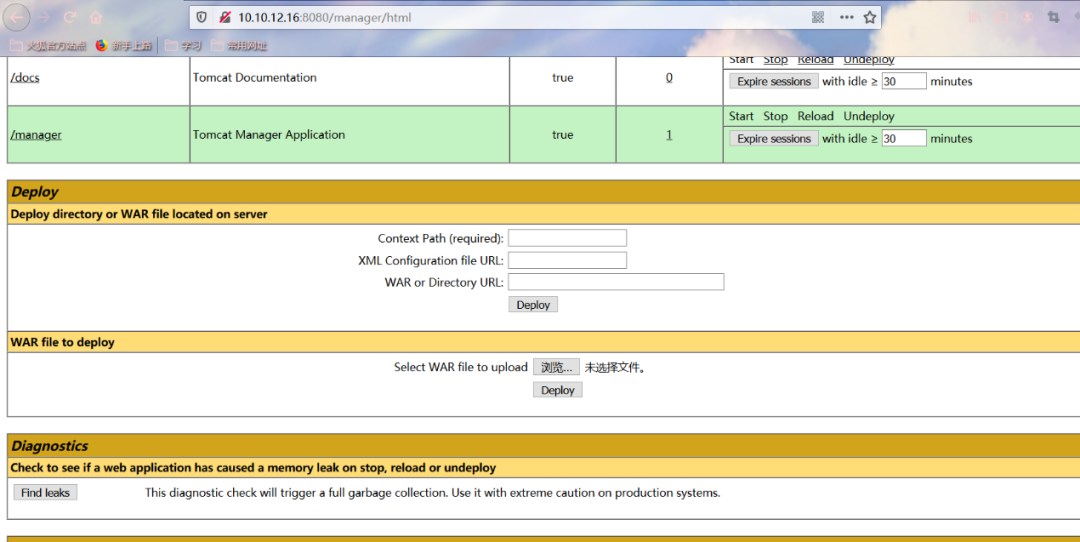 10.10.12.16:8080/manager/html
火狐官方站点 新手上路 学习 常用网址
Start Stop Reload Undeploy
/docs Tomcat Documentation true 0
Expire sessions with idle ≥ 30 minutes
Start Stop Reload Undeploy
/manager Tomcat Manager Application true 1
Expire sessions with idle ≥ 30 minutes
Deploy
Deploy directory or WAR file located on server
Context Path (required):
XML Configuration file URL:
WAR or Directory URL:
Deploy
WAR file to deploy
Select WAR file to upload 浏览... 未选择文件。
Deploy
Diagnostics
Check to see if a web application has caused a memory leak on stop, reload or undeploy
Find leaks This diagnostic check will trigger a full garbage collection. Use it with extreme caution on production systems.